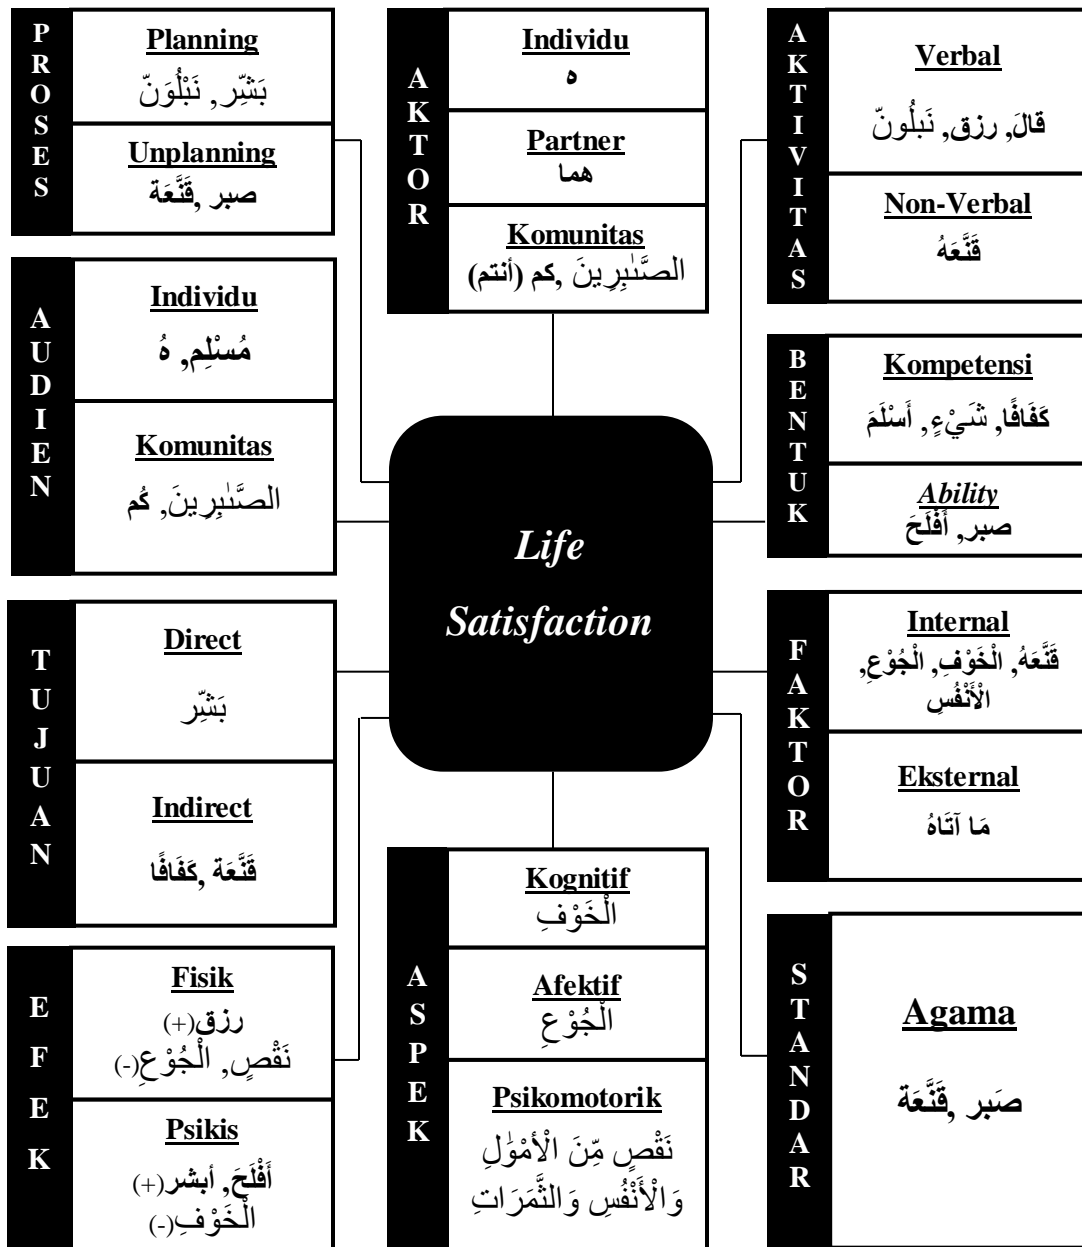 PROSES
Planning
بَشِّر, نَبْلُوَنّ
Unplanning
صبر ,قَنَّعَة
AKTOR
Individu
ه
Partner
هما
Komunitas
الصَّـٰبِرِينَ ,كم (أنتم)
AKTIVITAS
Verbal
قالَ, رزق, نَبلُونّ
Non-Verbal
قَنَّعَهُ
AUDIEN
Individu
مُسْلِم, هُ
Komunitas
الصَّـٰبِرِينَ, كُم
BENTUK
Kompetensi
كَفَافًا, شَيْءٍ, أَسْلَمَ
Ability
صبر, أَفْلَحَ
Life
Satisfaction
TUJUAN
Direct
بَشِّر
Indirect
قَنَّعَة ,كَفَافًا
FAKTOR
Internal
قَنَّعَهُ, الْخَوْفِ, الْجُوْعِ,
الْأَنْفُسِ
Eksternal
مَا آتَاهُ
EFEK
Fisik
رزق(+)
نَقْصٍ, الْجُوْعِ(-)
Psikis
أَفْلَحَ, أبشر(+)
الْخَوْفِ(-)
ASPEK
Kognitif
الْخَوْفِ
Afektif
الْجُوْعِ
Psikomotorik
نَقْصٍ مِّنَ الْأَمْوَٰلِ
وَالْأَنْفُسِ وَالثَّمَرَاتِ
STANDAR
Agama
صَبر ,قَنَّعَة